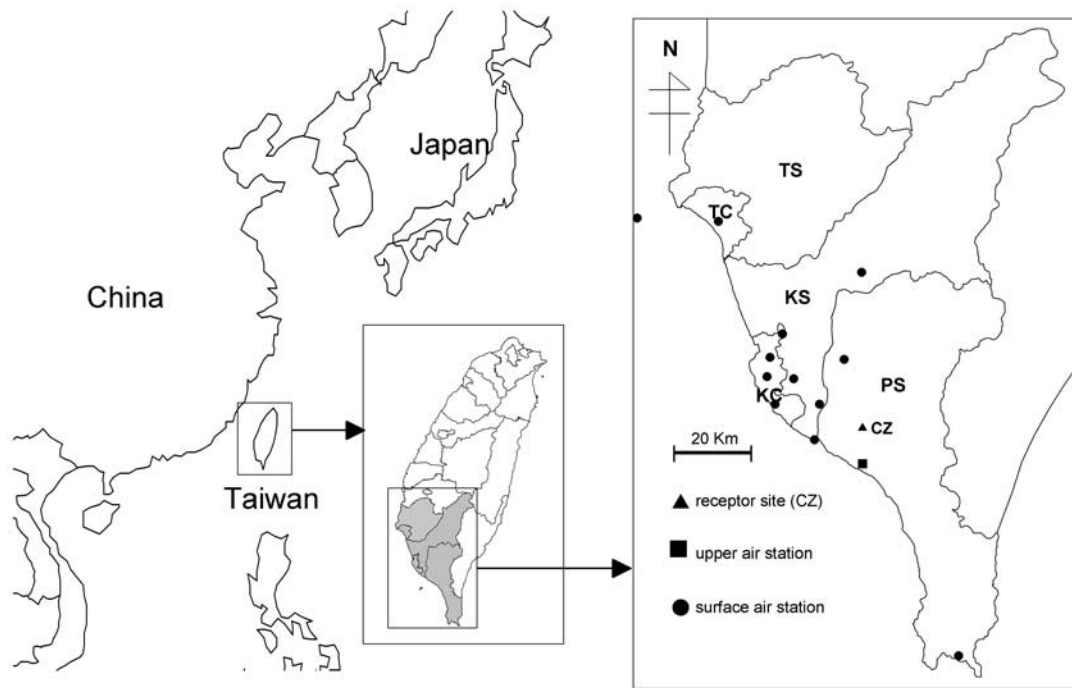 Japan
China
Taiwan
N
TS
TC
KS
KC
PS
CZ
20 Km
receptor site (CZ)
upper air station
surface air station